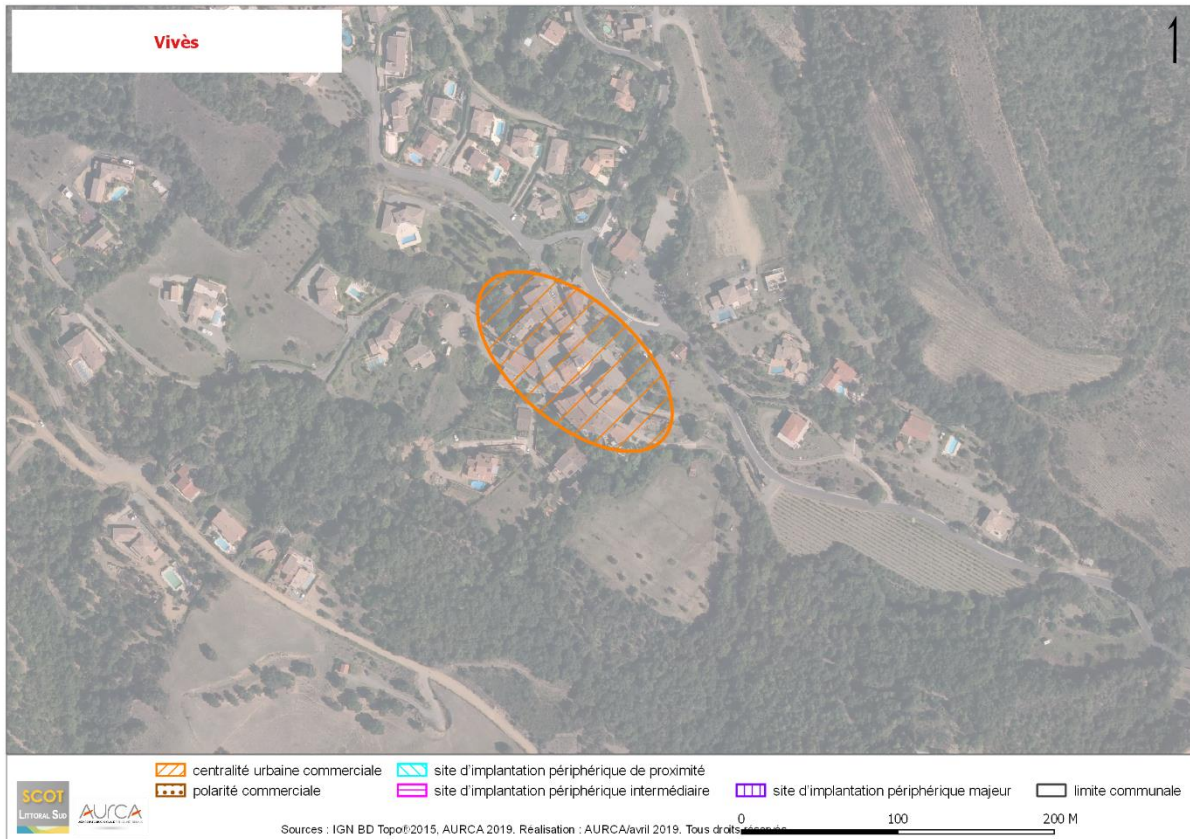 Vivès
centralité urbaine commerciale
site d'implantation périphérique de proximité
polarité commerciale
site d'implantation périphérique intermédiaire
site d'implantation périphérique majeur
limite communale
SCOT
LITTORAL SUD
AURCA
0 100 200 M
Sources : IGN BD Topo®2015, AURCA 2019. Réalisation : AURCA/avril 2019. Tous droits réservés